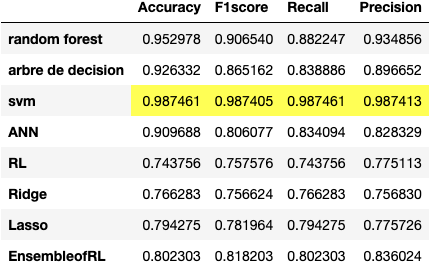 Accuracy F1score Recall Precision
random forest 0.952978 0.906540 0.882247 0.934856
arbre de decision 0.926332 0.865162 0.838886 0.896652
svm 0.987461 0.987405 0.987461 0.987413
ANN 0.909688 0.806077 0.834094 0.828329
RL 0.743756 0.757576 0.743756 0.775113
Ridge 0.766283 0.756624 0.766283 0.756830
Lasso 0.794275 0.781964 0.794275 0.775726
EnsembleofRL 0.802303 0.818203 0.802303 0.836024